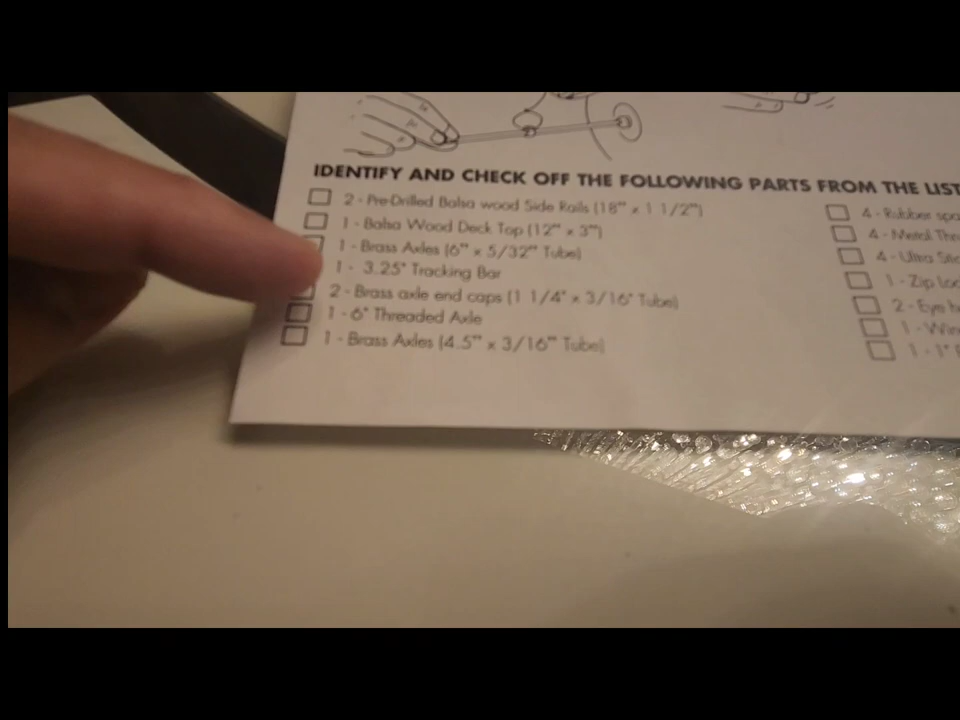 IDENTIFY AND CHECK OFF THE FOLLOWING PARTS FROM THE LIST
2 - Pre-Drilled Balsa wood Side Rails (18" x 1 1/2")
1 - Balsa Wood Deck Top (12" x 3")
1 - Brass Axles (6" x 5/32" Tube)
1 - 3.25" Tracking Bar
2 - Brass axle end caps (1 1/4" x 3/16" Tube)
1 - 6" Threaded Axle
1 - Brass Axles (4.5" x 3/16" Tube)
4 - Rubber
4 - Metal
4 - Ultra
1 - Zip
2 - Eye
1 -
1 - 1"